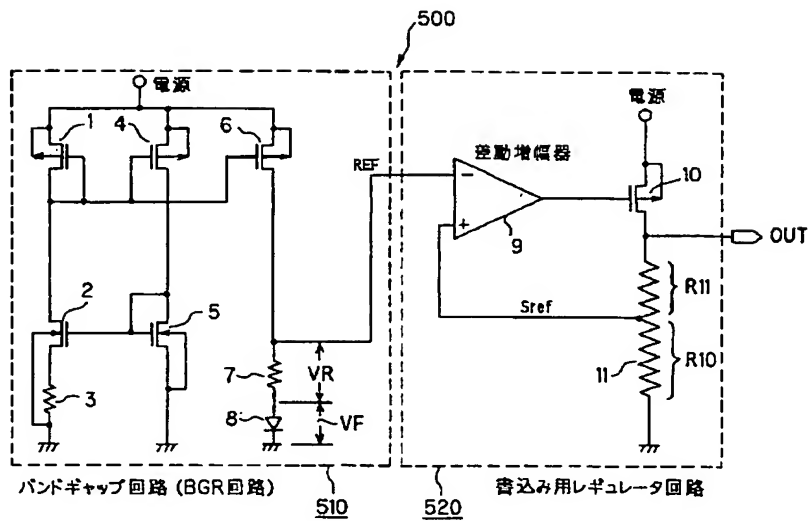 500
電源
電源
1
4
6
差動増幅器
REF
10
−
+
9
OUT
2
5
R11
Sref
7
VR
11
R10
3
8
VF
バンドギャップ回路 (BGR回路)
510
520
書込み用レギュレータ回路